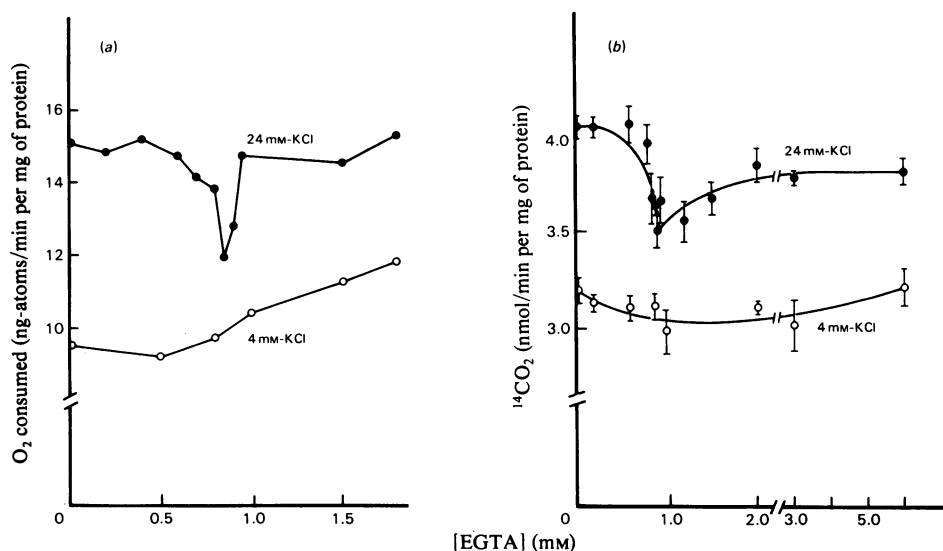 (a)
O₂ consumed (ng-atoms/min per mg of protein)
16
14
12
10
24 mM-KCl
4 mM-KCl
0
0.5
1.0
1.5
(b)
¹⁴CO₂ (nmol/min per mg of protein)
4.0
3.5
3.0
24 mM-KCl
4 mM-KCl
0
1.0
2.0
3.0
5.0
[EGTA] (mM)